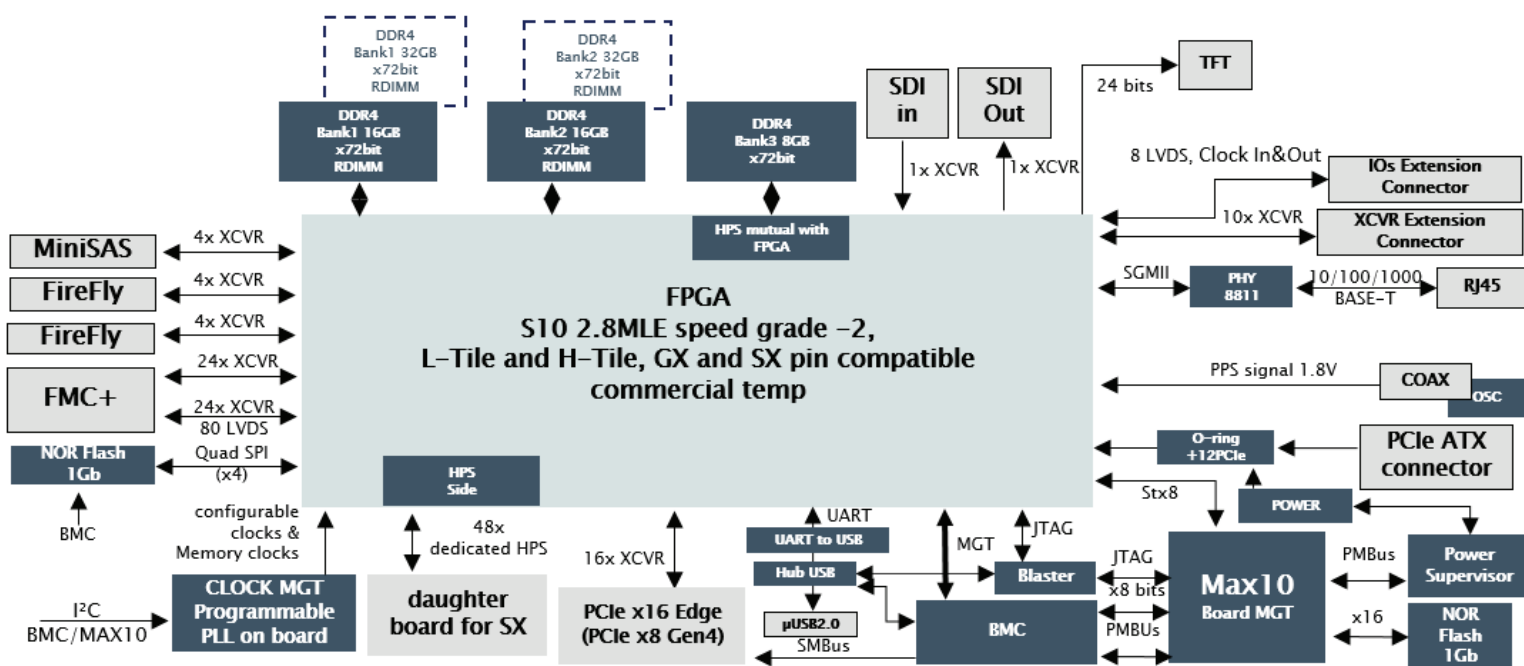 DDR4
Bank1 32GB
x72bit
RDIMM
DDR4
Bank2 32GB
x72bit
RDIMM
DDR4
Bank1 16GB
x72bit
RDIMM
DDR4
Bank2 16GB
x72bit
RDIMM
DDR4
Bank3 8GB
x72bit
SDI
in
SDI
Out
TFT
24 bits
1x XCVR
1x XCVR
8 LVDS, Clock In&Out
IOs Extension
Connector
10x XCVR
XCVR Extension
Connector
HPS mutual with
FPGA
MiniSAS
4x XCVR
FireFly
4x XCVR
FireFly
4x XCVR
FMC+
24x XCVR
24x XCVR
80 LVDS
NOR Flash
1Gb
Quad SPI
(x4)
BMC
FPGA
S10 2.8MLE speed grade -2,
L-Tile and H-Tile, GX and SX pin compatible
commercial temp
SGMII
PHY
8811
10/100/1000
BASE-T
RJ45
PPS signal 1.8V
COAX
OSC
O-ring
+12PCIe
PCIe ATX
connector
Stx8
POWER
HPS
Side
configurable
clocks &
Memory clocks
48x
dedicated HPS
16x XCVR
UART
UART to USB
MGT
JTAG
Hub USB
Blaster
JTAG
x8 bits
Max10
Board MGT
PMBus
Power
Supervisor
I²C
BMC/MAX10
CLOCK MGT
Programmable
PLL on board
daughter
board for SX
PCIe x16 Edge
(PCIe x8 Gen4)
µUSB2.0
SMBus
BMC
PMBUs
x16
NOR
Flash
1Gb